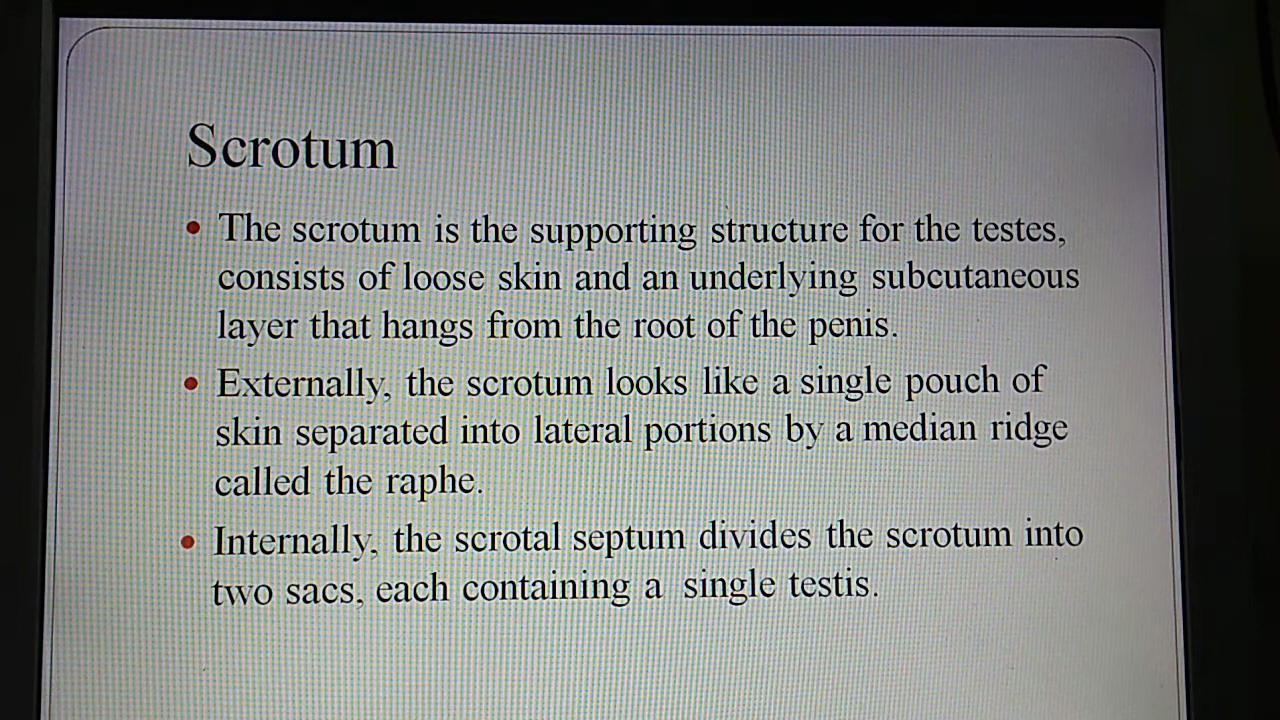 Scrotum
• The scrotum is the supporting structure for the testes,
consists of loose skin and an underlying subcutaneous
layer that hangs from the root of the penis.
• Externally, the scrotum looks like a single pouch of
skin separated into lateral portions by a median ridge
called the raphe.
• Internally, the scrotal septum divides the scrotum into
two sacs, each containing a single testis.